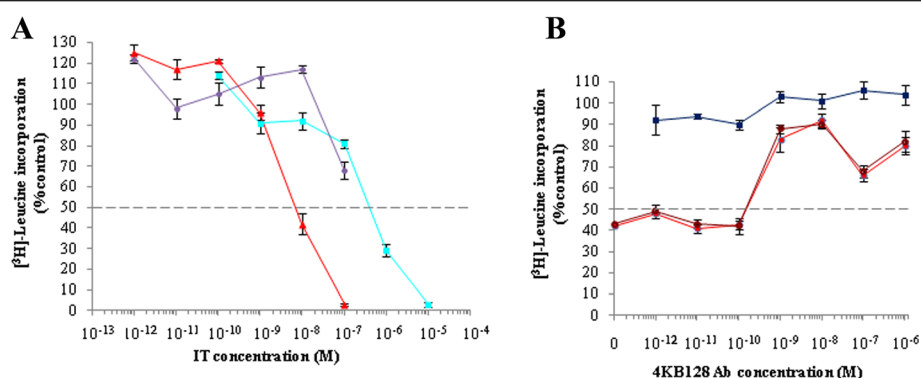 A
[³H]-Leucine incorporation
(%control)
130
120
110
100
90
80
70
60
50
40
30
20
10
0
10-13 10-12 10-11 10-10 10-9 10-8 10-7 10-6 10-5 10-4
IT concentration (M)
B
[³H]-Leucine incorporation
(%control)
110
100
90
80
70
60
50
40
30
20
10
0
0 10-12 10-11 10-10 10-9 10-8 10-7 10-6
4KB128 Ab concentration (M)